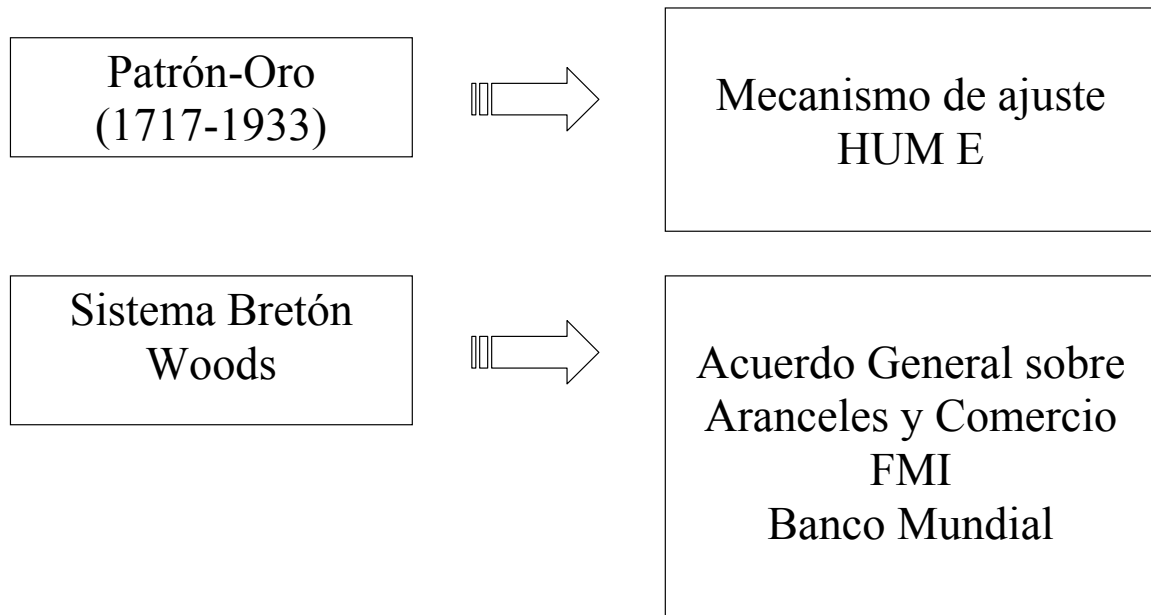 Patrón-Oro
(1717-1933)
Mecanismo de ajuste
HUM E
Sistema Bretón
Woods
Acuerdo General sobre
Aranceles y Comercio
FMI
Banco Mundial